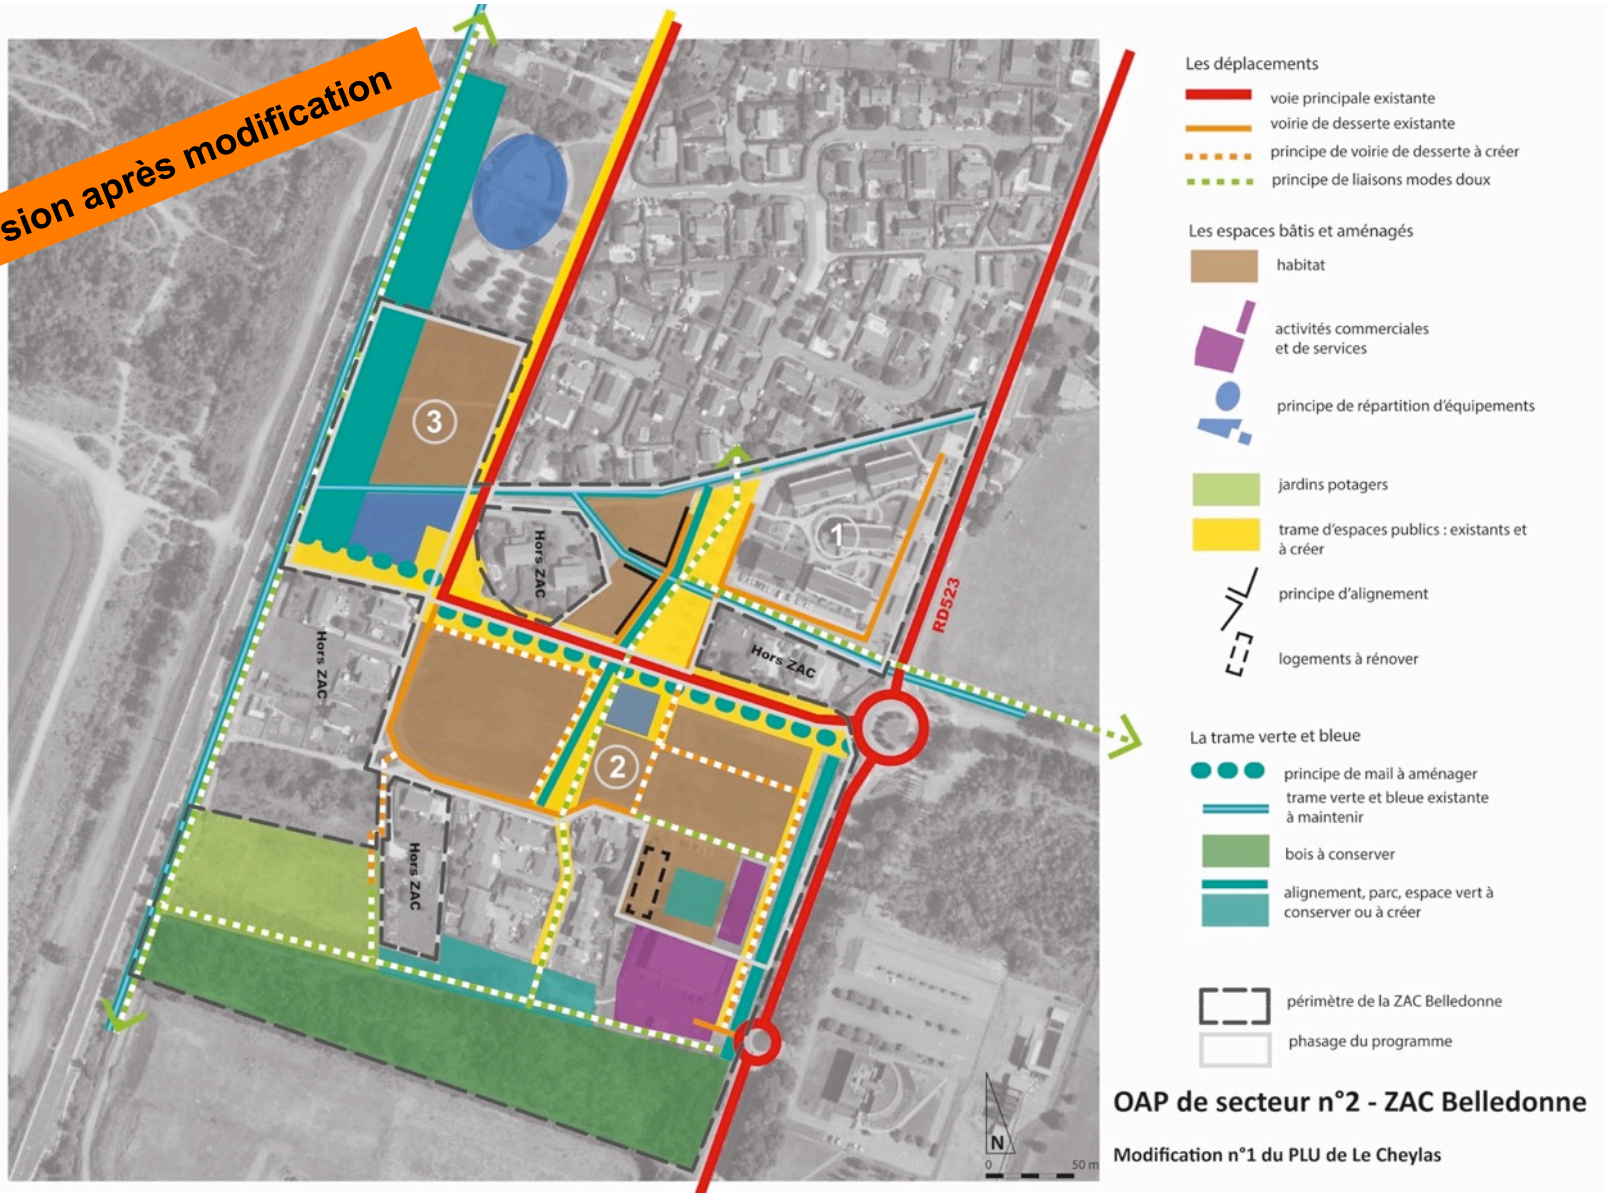 sion après modification
3
1
2
Hors ZAC
Hors ZAC
Hors ZAC
Hors ZAC
RD523
N
0
50 m
Les déplacements
voie principale existante
voirie de desserte existante
principe de voirie de desserte à créer
principe de liaisons modes doux
Les espaces bâtis et aménagés
habitat
activités commerciales
et de services
principe de répartition d'équipements
jardins potagers
trame d'espaces publics : existants et
à créer
principe d'alignement
logements à rénover
La trame verte et bleue
principe de mail à aménager
trame verte et bleue existante
à maintenir
bois à conserver
alignement, parc, espace vert à
conserver ou à créer
périmètre de la ZAC Belledonne
phasage du programme
OAP de secteur n°2 - ZAC Belledonne
Modification n°1 du PLU de Le Cheylas